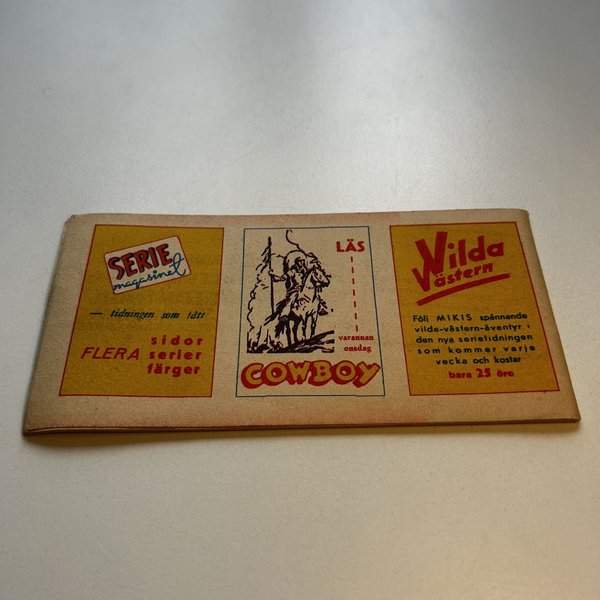 SERIE
magasinet
— tidningen som fått
FLERA sidor
serier
färger
LÄS
varannan
onsdag
COWBOY
Vilda
Västern
Följ MIKIS spännande
vilda-västern-äventyr i
den nya serietidningen
som kommer varje
vecka och kostar
bara 25 öre